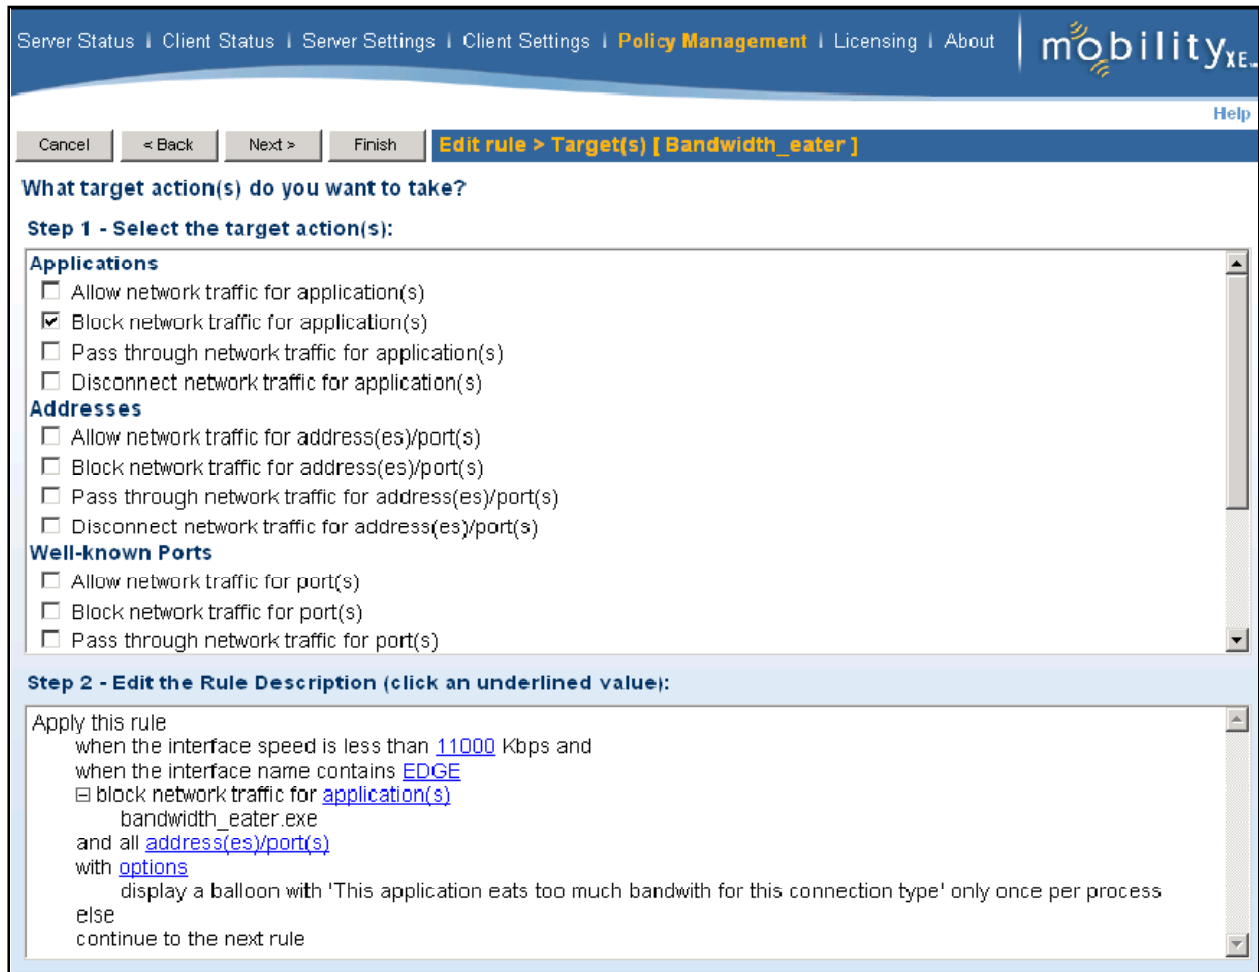 Server Status | Client Status | Server Settings | Client Settings | Policy Management | Licensing | About
mobility XE™
Help
Cancel < Back Next > Finish Edit rule > Target(s) [ Bandwidth_eater ]
What target action(s) do you want to take?
Step 1 - Select the target action(s):
Applications
Allow network traffic for application(s)
Block network traffic for application(s)
Pass through network traffic for application(s)
Disconnect network traffic for application(s)
Addresses
Allow network traffic for address(es)/port(s)
Block network traffic for address(es)/port(s)
Pass through network traffic for address(es)/port(s)
Disconnect network traffic for address(es)/port(s)
Well-known Ports
Allow network traffic for port(s)
Block network traffic for port(s)
Pass through network traffic for port(s)
Step 2 - Edit the Rule Description (click an underlined value):
Apply this rule
when the interface speed is less than 11000 Kbps and
when the interface name contains EDGE
block network traffic for application(s)
bandwidth_eater.exe
and all address(es)/port(s)
with options
display a balloon with 'This application eats too much bandwith for this connection type' only once per process
else
continue to the next rule